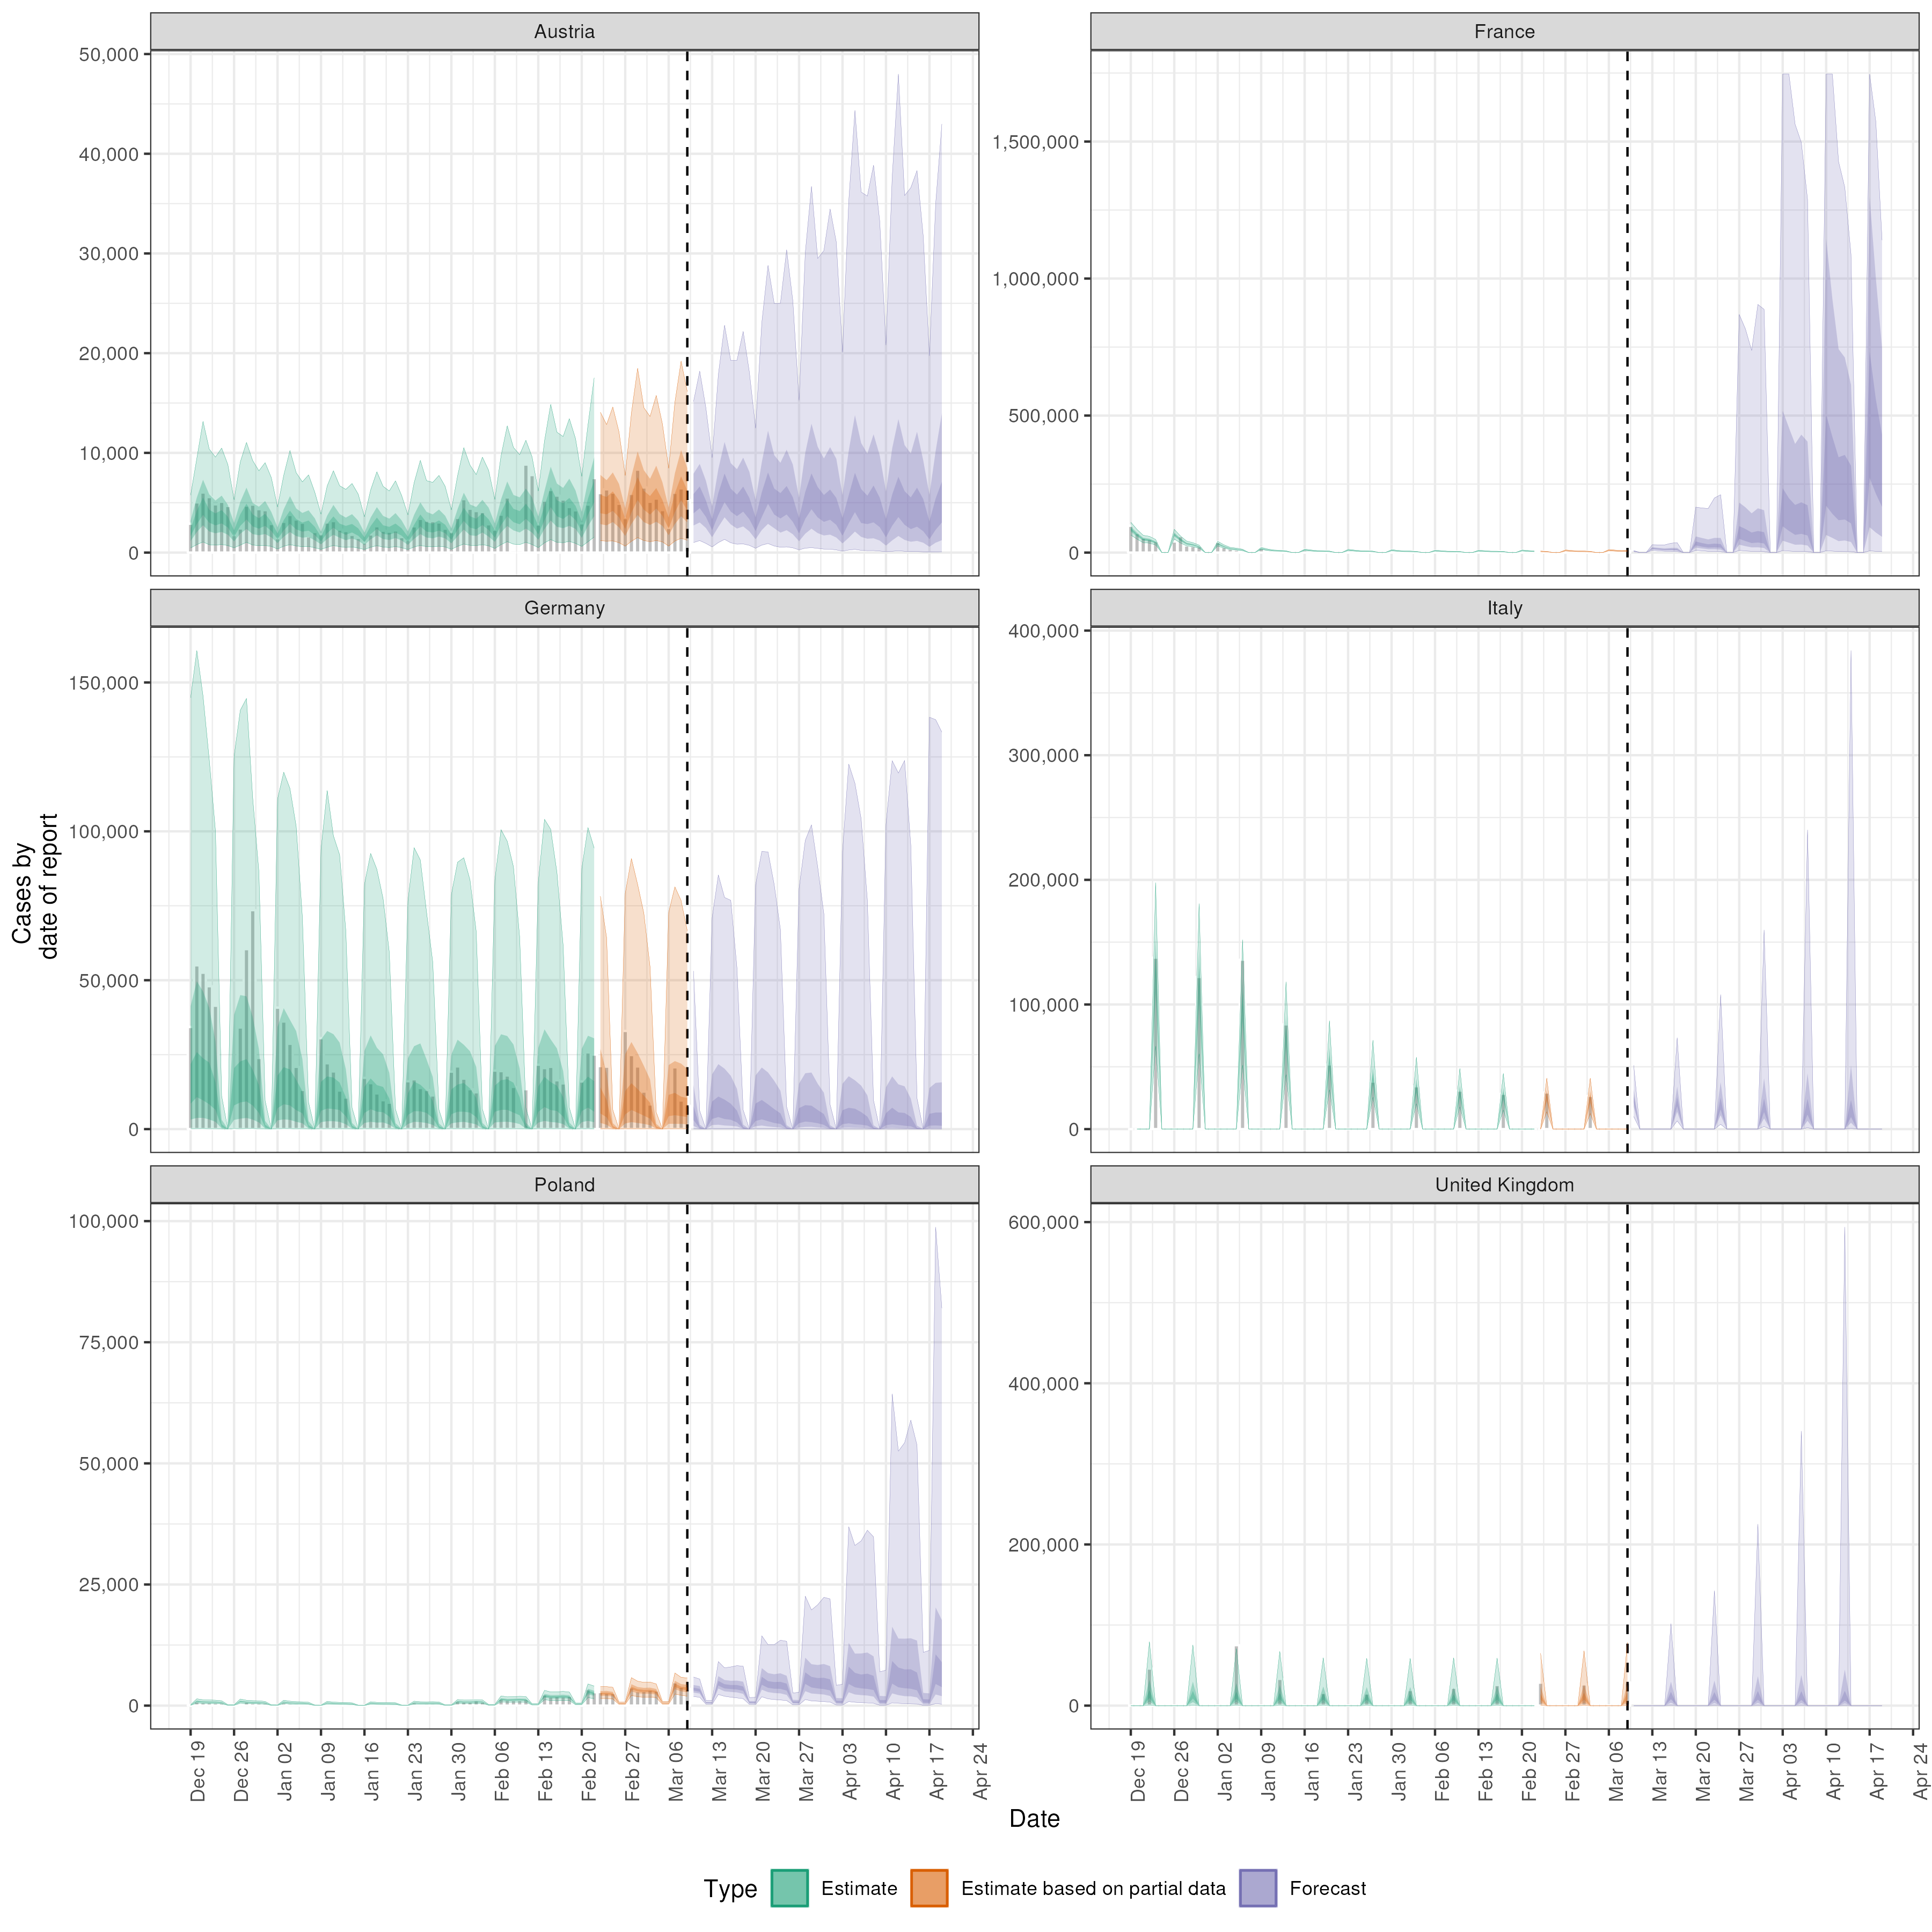 Austria
France
50,000
40,000
30,000
20,000
10,000
0
1,500,000
1,000,000
500,000
0
Germany
Italy
150,000
100,000
50,000
0
400,000
300,000
200,000
100,000
0
Poland
United Kingdom
100,000
75,000
50,000
25,000
0
600,000
400,000
200,000
0
Cases by
date of report
Dec 19
Dec 26
Jan 02
Jan 09
Jan 16
Jan 23
Jan 30
Feb 06
Feb 13
Feb 20
Feb 27
Mar 06
Mar 13
Mar 20
Mar 27
Apr 03
Apr 10
Apr 17
Apr 24
Dec 19
Dec 26
Jan 02
Jan 09
Jan 16
Jan 23
Jan 30
Feb 06
Feb 13
Feb 20
Feb 27
Mar 06
Mar 13
Mar 20
Mar 27
Apr 03
Apr 10
Apr 17
Apr 24
Date
Type Estimate Estimate based on partial data Forecast